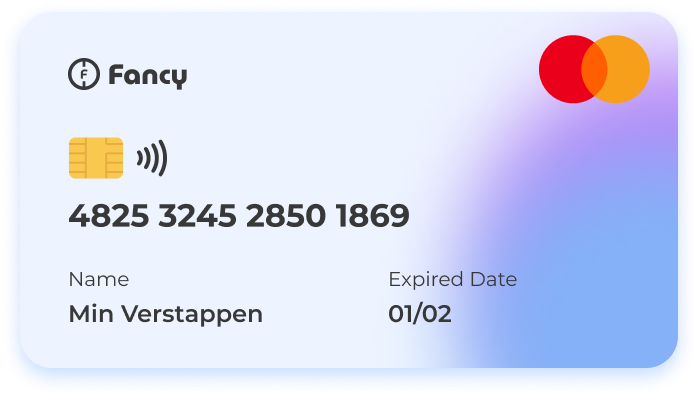 F Fancy
4825 3245 2850 1869
Name
Min Verstappen
Expired Date
01/02